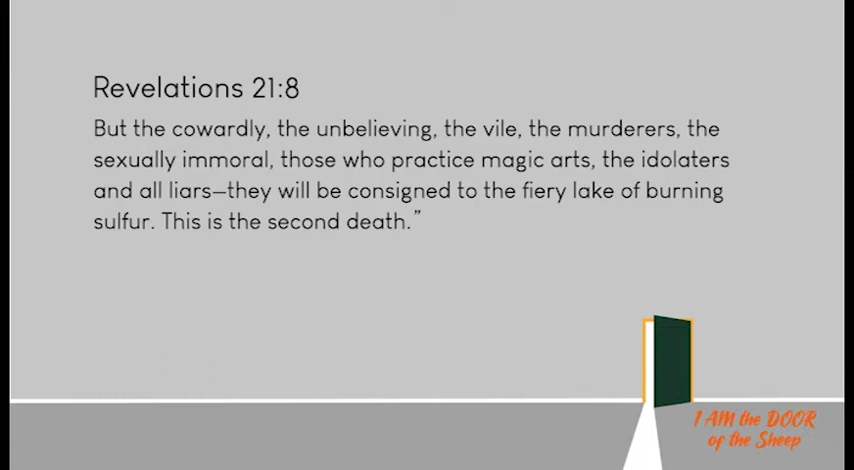 Revelations 21:8
But the cowardly, the unbelieving, the vile, the murderers, the
sexually immoral, those who practice magic arts, the idolaters
and all liars—they will be consigned to the fiery lake of burning
sulfur. This is the second death.”
I AM the DOOR
of the Sheep